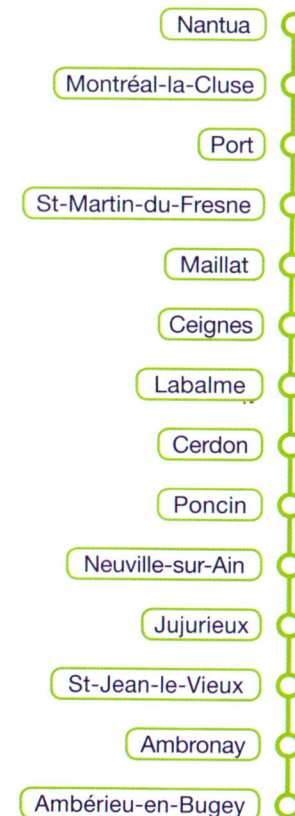 Nantua
Montréal-la-Cluse
Port
St-Martin-du-Fresne
Maillat
Ceignes
Labalme
Cerdon
Poncin
Neuville-sur-Ain
Jujurieux
St-Jean-le-Vieux
Ambronay
Ambérieu-en-Bugey